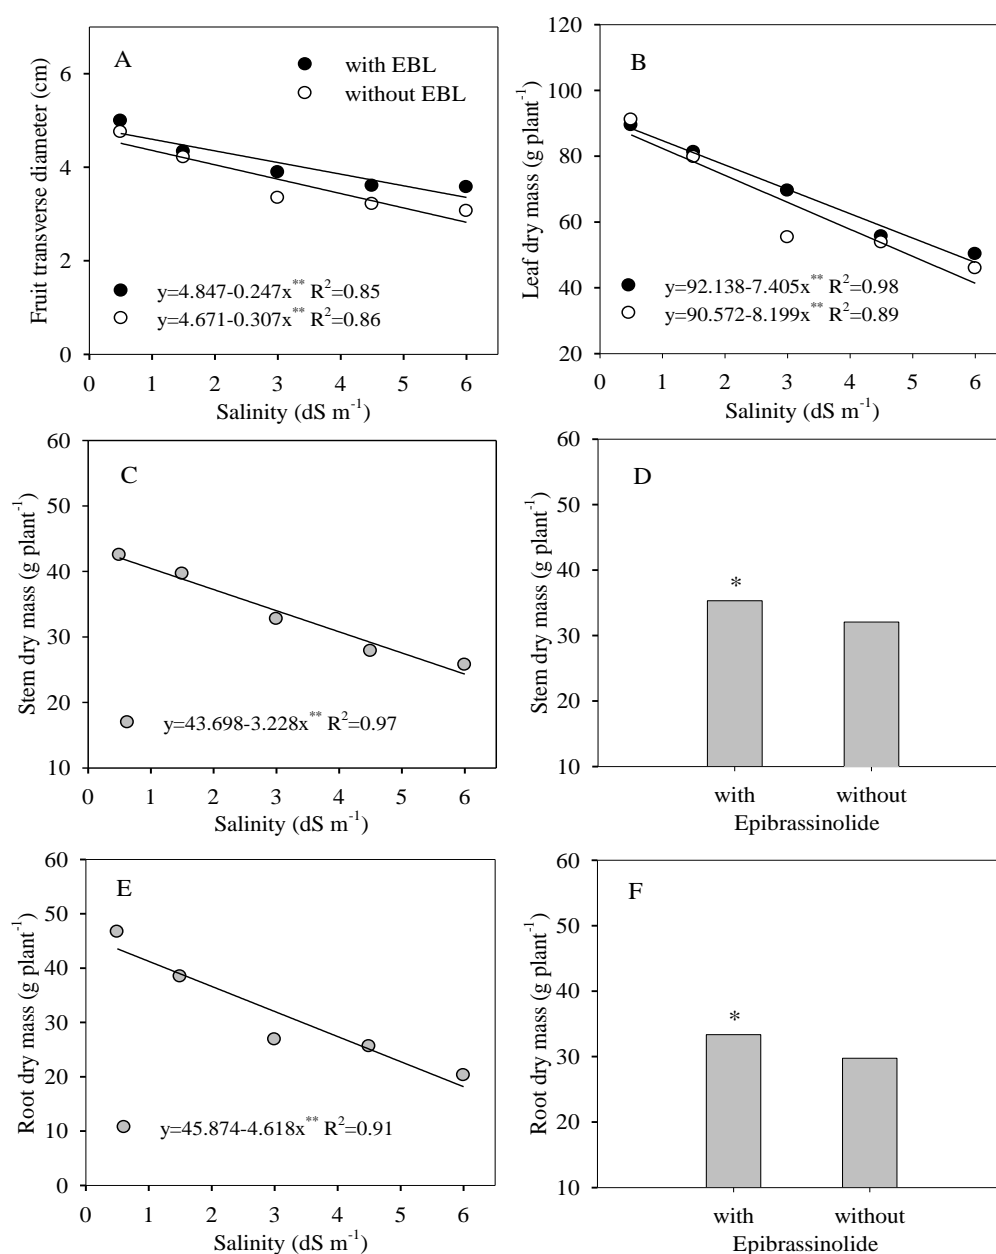 A
with EBL
without EBL
Fruit transverse diameter (cm)
6
4
2
0
y=4.847-0.247x** R²=0.85
y=4.671-0.307x** R²=0.86
0 1 2 3 4 5 6
Salinity (dS m⁻¹)
B
Leaf dry mass (g plant⁻¹)
120
100
80
60
40
20
y=92.138-7.405x** R²=0.98
y=90.572-8.199x** R²=0.89
0 1 2 3 4 5 6
Salinity (dS m⁻¹)
C
Stem dry mass (g plant⁻¹)
60
50
40
30
20
10
y=43.698-3.228x** R²=0.97
0 1 2 3 4 5 6
Salinity (dS m⁻¹)
D
Stem dry mass (g plant⁻¹)
60
50
40
30
20
10
*
with without
Epibrassinolide
E
Root dry mass (g plant⁻¹)
60
50
40
30
20
10
0
y=45.874-4.618x** R²=0.91
0 1 2 3 4 5 6
Salinity (dS m⁻¹)
F
Root dry mass (g plant⁻¹)
60
50
40
30
20
10
*
with without
Epibrassinolide